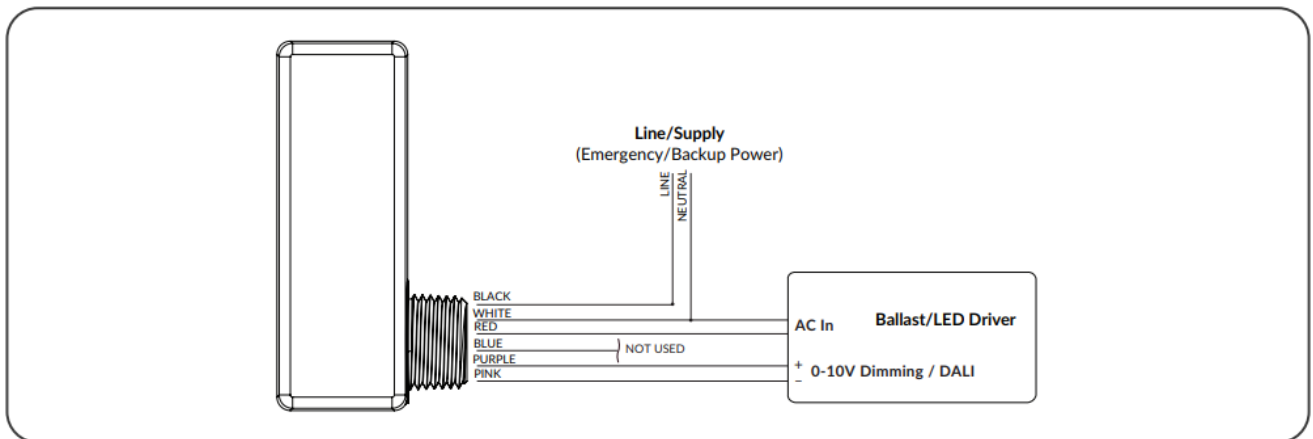 Line/Supply
(Emergency/Backup Power)
LINE
NEUTRAL
BLACK
WHITE
RED
BLUE
NOT USED
PURPLE
PINK
AC In
Ballast/LED Driver
+
0-10V Dimming / DALI
–